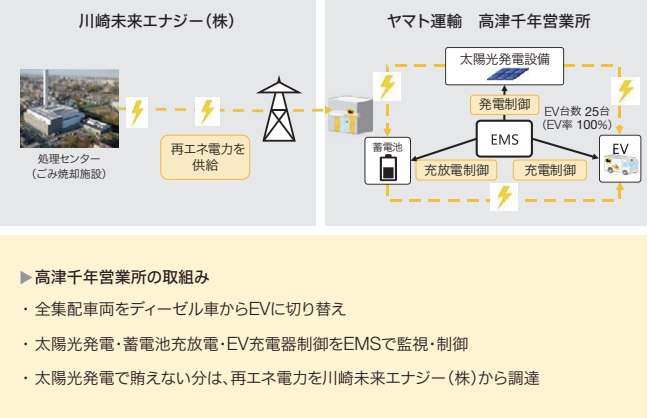 川崎未来エナジー(株)
処理センター
(ごみ焼却施設)
再エネ電力を
供給
ヤマト運輸 高津千年営業所
太陽光発電設備
発電制御
EV台数 25台
(EV率 100%)
EMS
蓄電池
充放電制御
充電制御
EV
▶高津千年営業所の取組み
・全集配車両をディーゼル車からEVに切り替え
・太陽光発電・蓄電池充放電・EV充電器制御をEMSで監視・制御
・太陽光発電で賄えない分は、再エネ電力を川崎未来エナジー(株)から調達